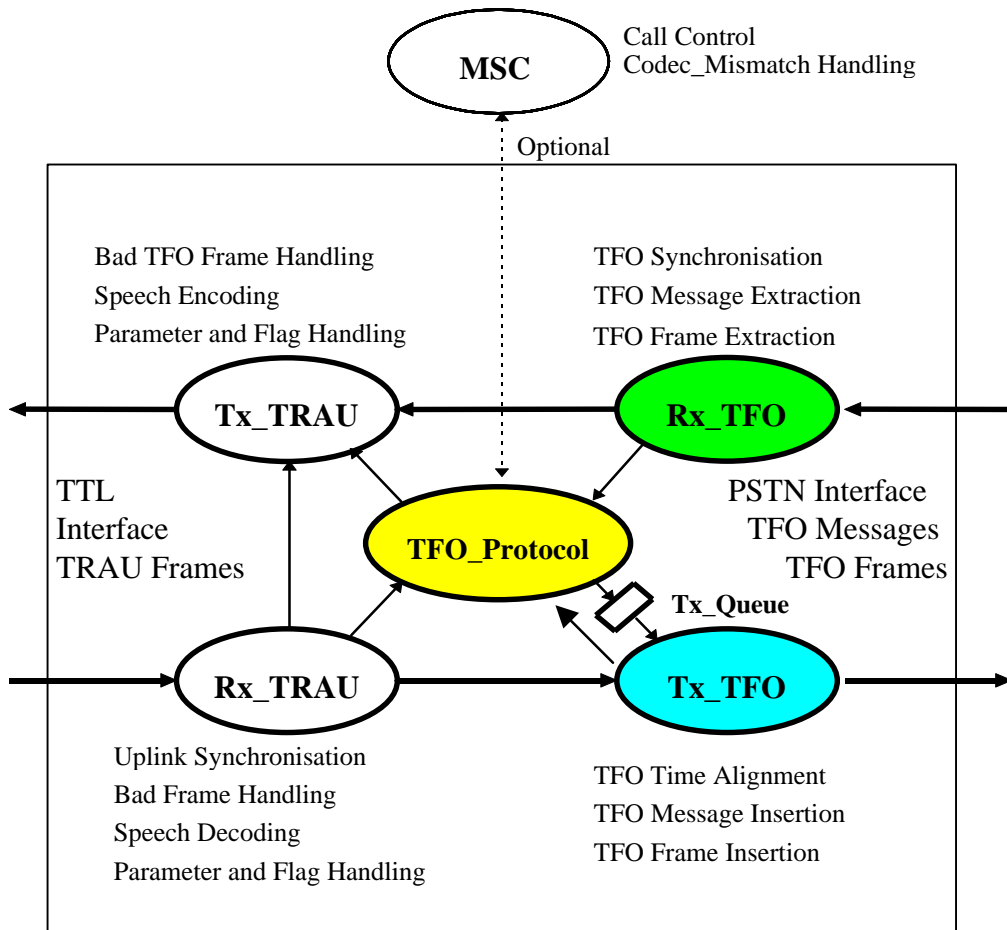 MSC
Call Control
Codec_Mismatch Handling
Optional
Bad TFO Frame Handling
Speech Encoding
Parameter and Flag Handling
TFO Synchronisation
TFO Message Extraction
TFO Frame Extraction
Tx_TRAU
Rx_TFO
TTL
Interface
TRAU Frames
TFO_Protocol
PSTN Interface
TFO Messages
TFO Frames
Tx_Queue
Rx_TRAU
Tx_TFO
Uplink Synchronisation
Bad Frame Handling
Speech Decoding
Parameter and Flag Handling
TFO Time Alignment
TFO Message Insertion
TFO Frame Insertion